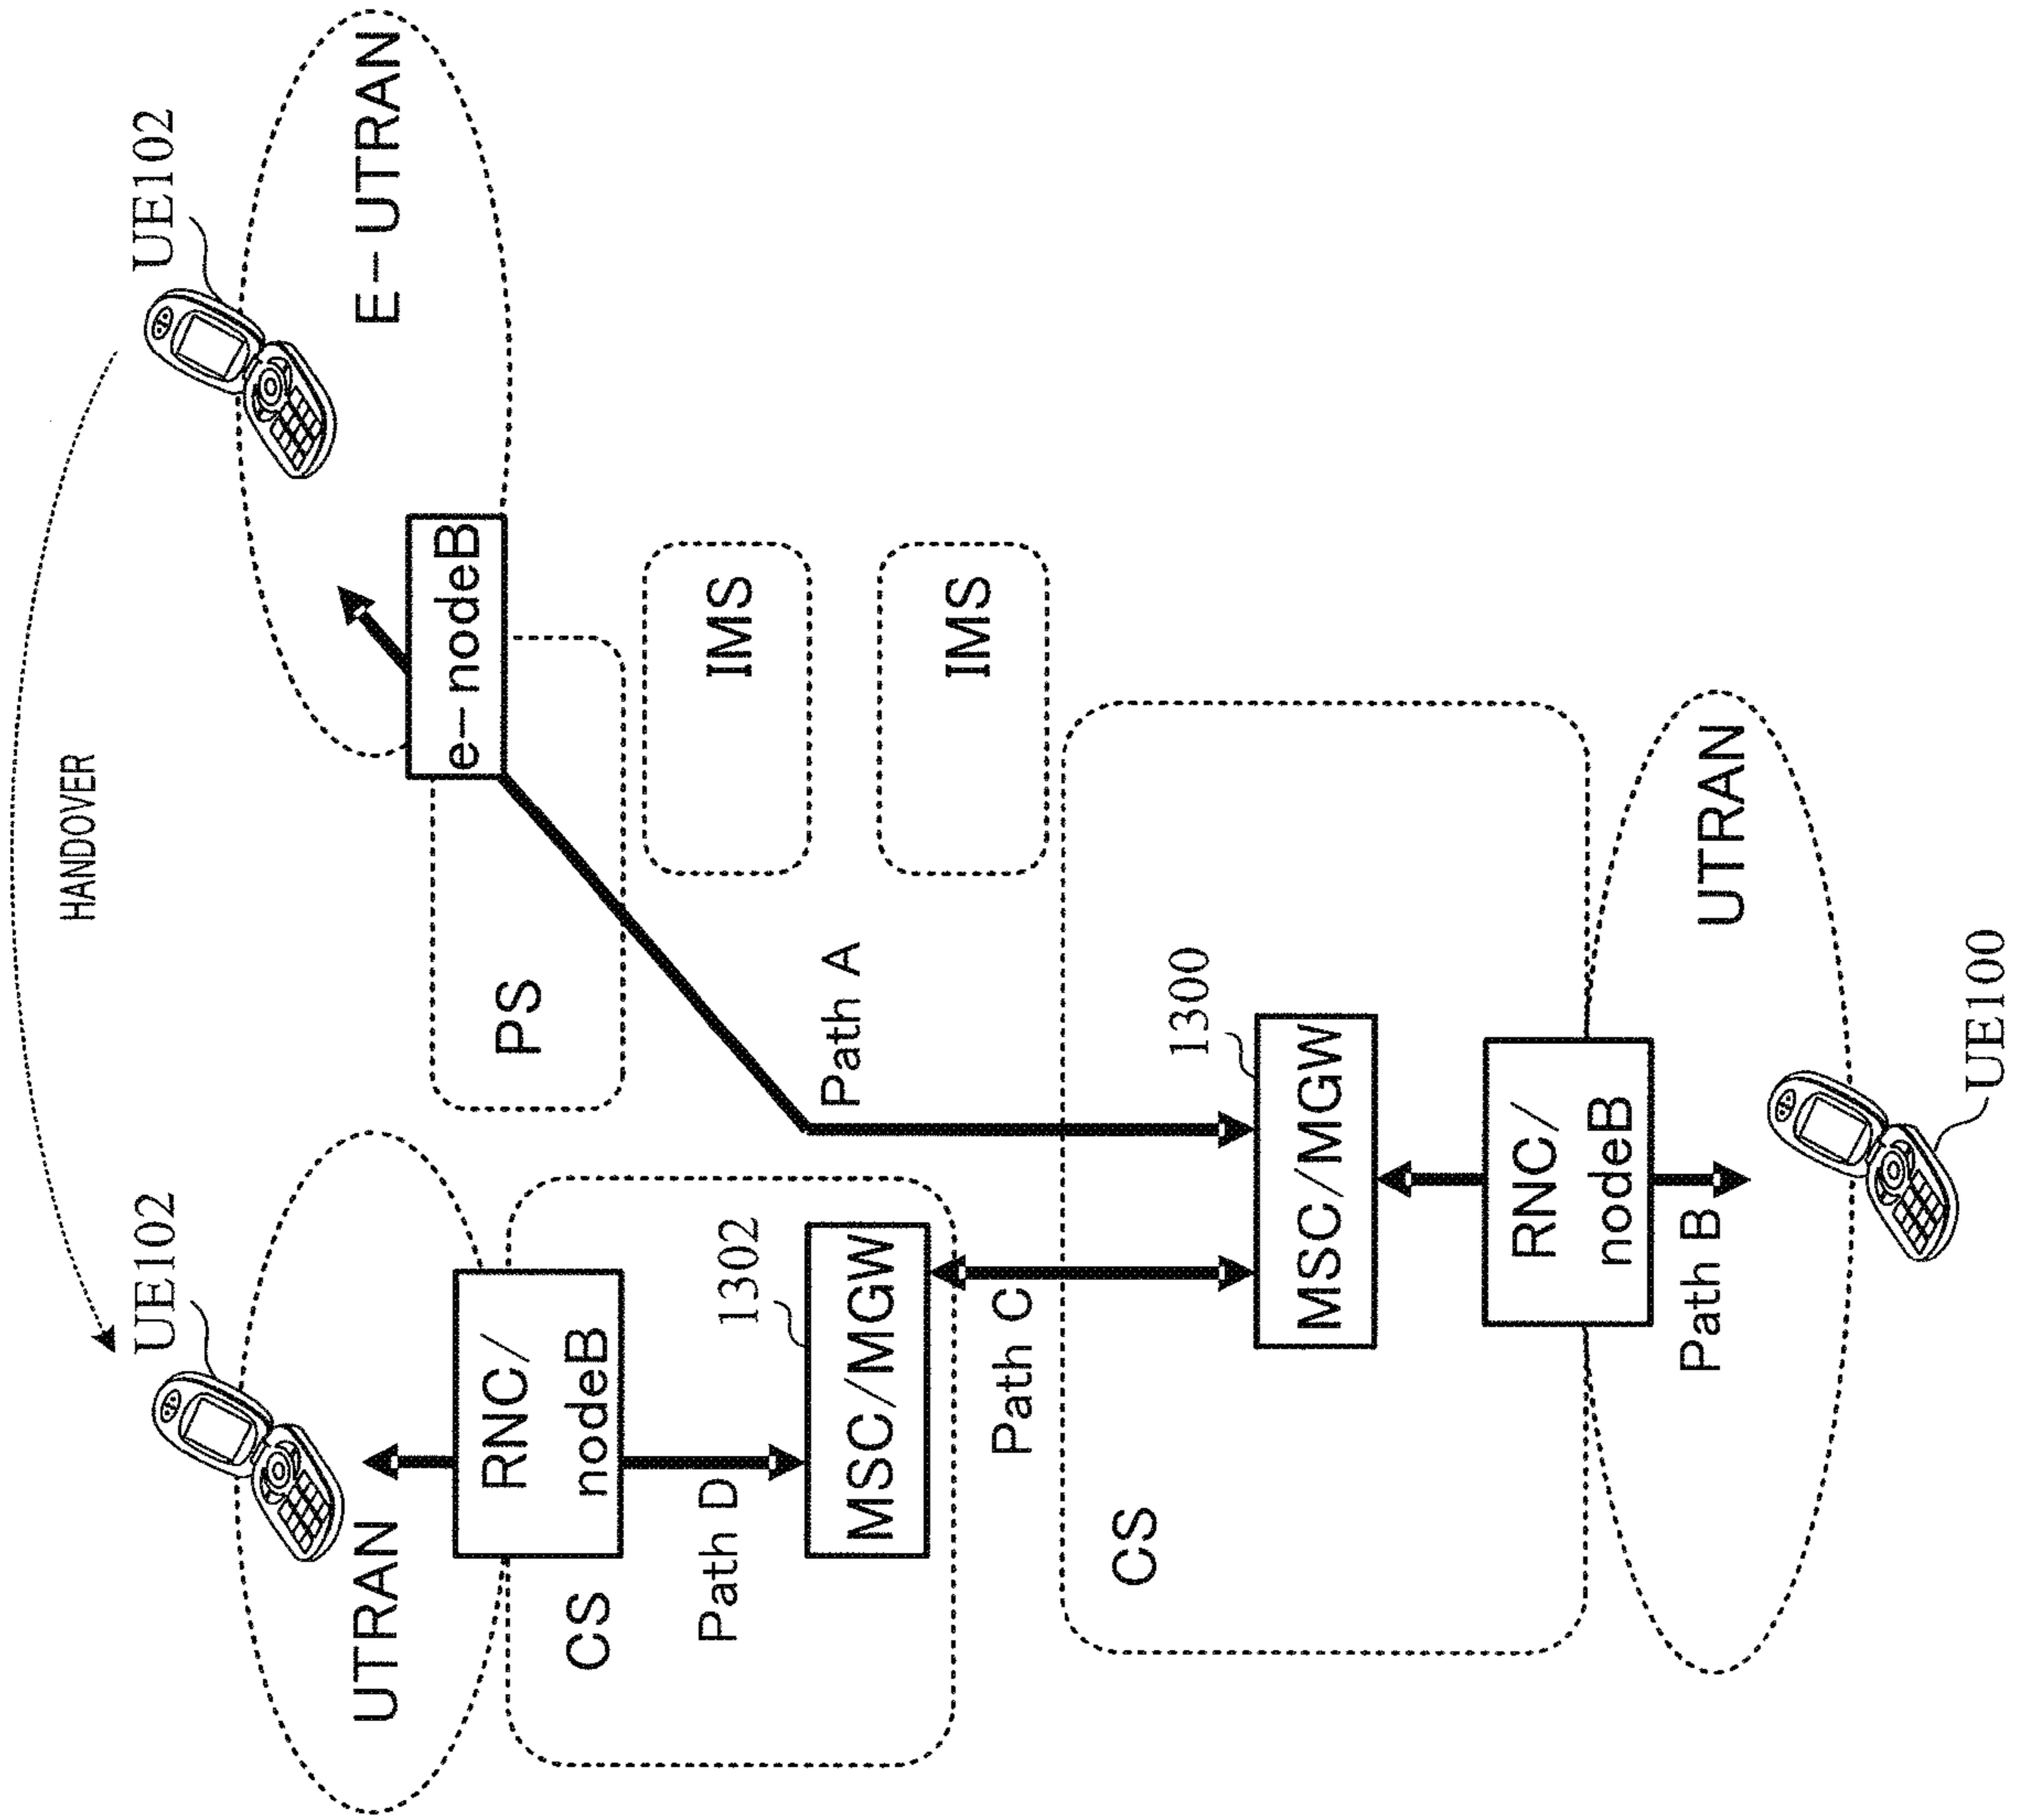 HANDOVER
UE102
UE102
UTRAN
E-UTRAN
RNC/
nodeB
e-nodeB
PS
CS
Path D
1302
IMS
MSC/MGW
Path A
IMS
Path C
CS
1300
MSC/MGW
RNC/
nodeB
Path B
UTRAN
UE100